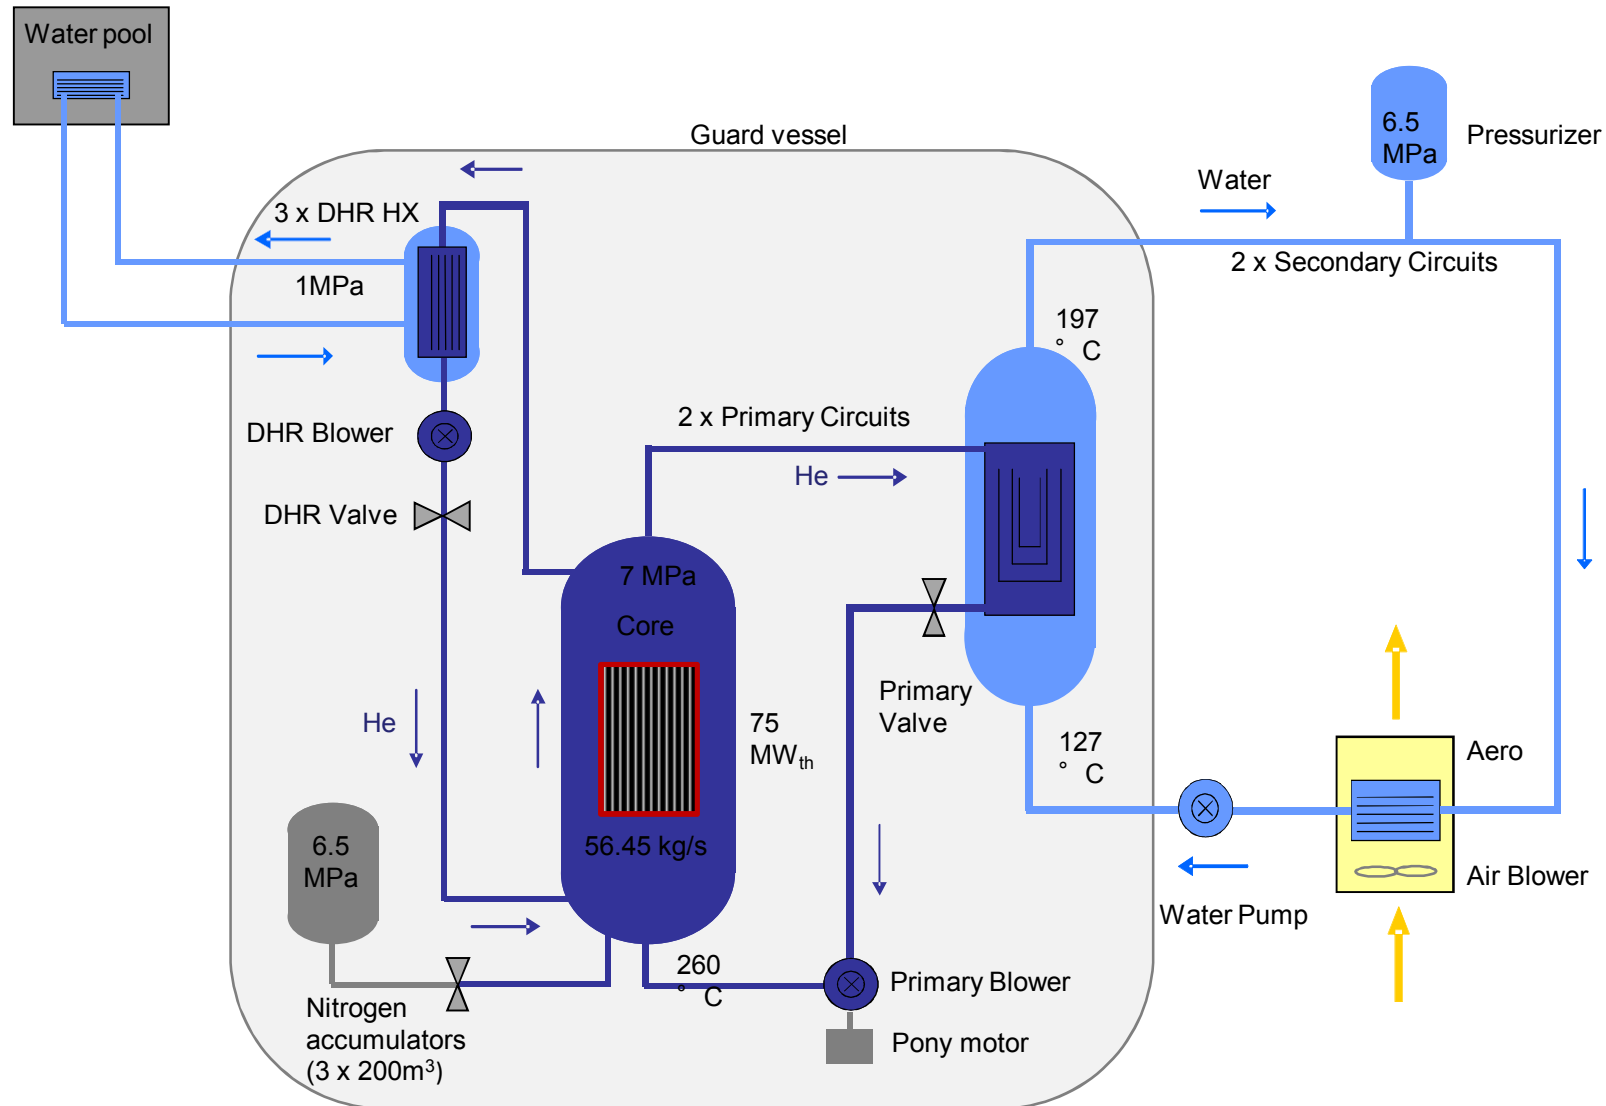 Water pool
Guard vessel
6.5
MPa
Pressurizer
Water
3 x DHR HX
2 x Secondary Circuits
1MPa
197
° C
2 x Primary Circuits
DHR Blower
He
DHR Valve
7 MPa
Core
Primary
Valve
He
75
MWth
127
° C
Aero
6.5
MPa
56.45 kg/s
Air Blower
Water Pump
260
° C
Primary Blower
Nitrogen
accumulators
(3 x 200m³)
Pony motor